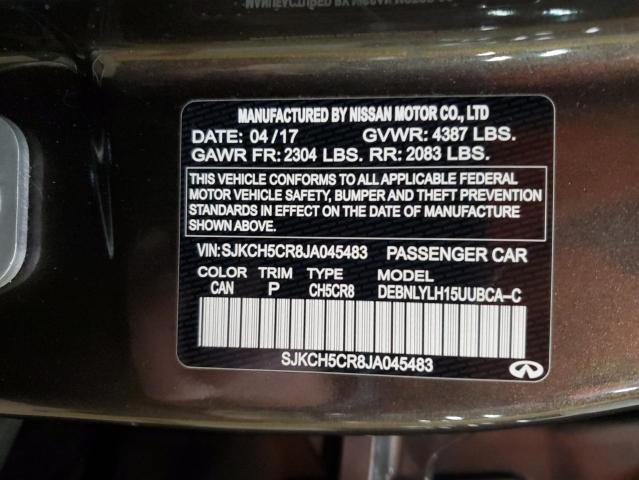 MANUFACTURED BY NISSAN MOTOR CO., LTD
DATE: 04/17 GVWR: 4387 LBS.
GAWR FR: 2304 LBS. RR: 2083 LBS.
THIS VEHICLE CONFORMS TO ALL APPLICABLE FEDERAL
MOTOR VEHICLE SAFETY, BUMPER AND THEFT PREVENTION
STANDARDS IN EFFECT ON THE DATE OF MANUFACTURE
SHOWN ABOVE.
VIN: SJKCH5CR8JA045483 PASSENGER CAR
COLOR TRIM TYPE MODEL
CAN P CH5CR8 DEBNLYLH15UUBCA-C
SJKCH5CR8JA045483